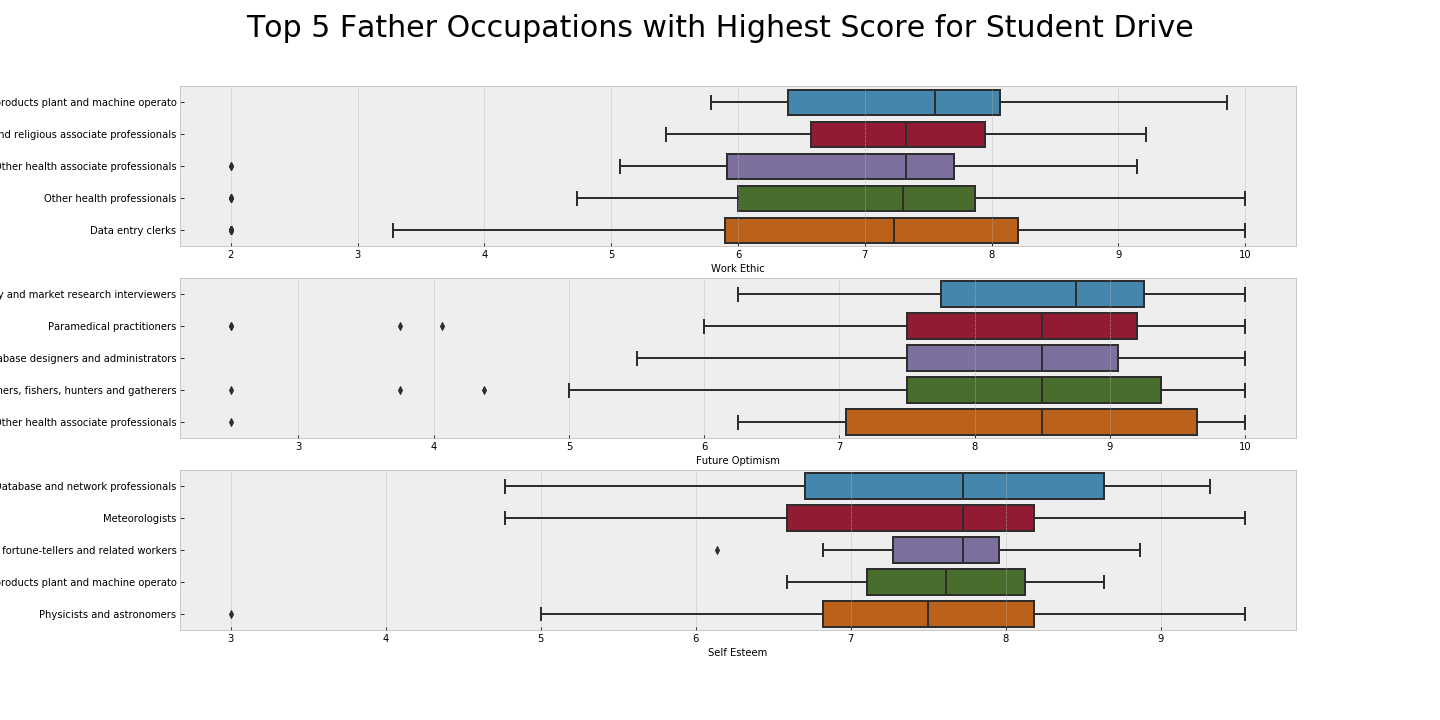 Top 5 Father Occupations with Highest Score for Student Drive
products plant and machine operato
nd religious associate professionals
Other health associate professionals
Other health professionals
Data entry clerks
2 3 4 5 6 7 8 9 10
Work Ethic
y and market research interviewers
Paramedical practitioners
abase designers and administrators
ners, fishers, hunters and gatherers
Other health associate professionals
3 4 5 6 7 8 9 10
Future Optimism
Database and network professionals
Meteorologists
fortune-tellers and related workers
products plant and machine operato
Physicists and astronomers
3 4 5 6 7 8 9
Self Esteem